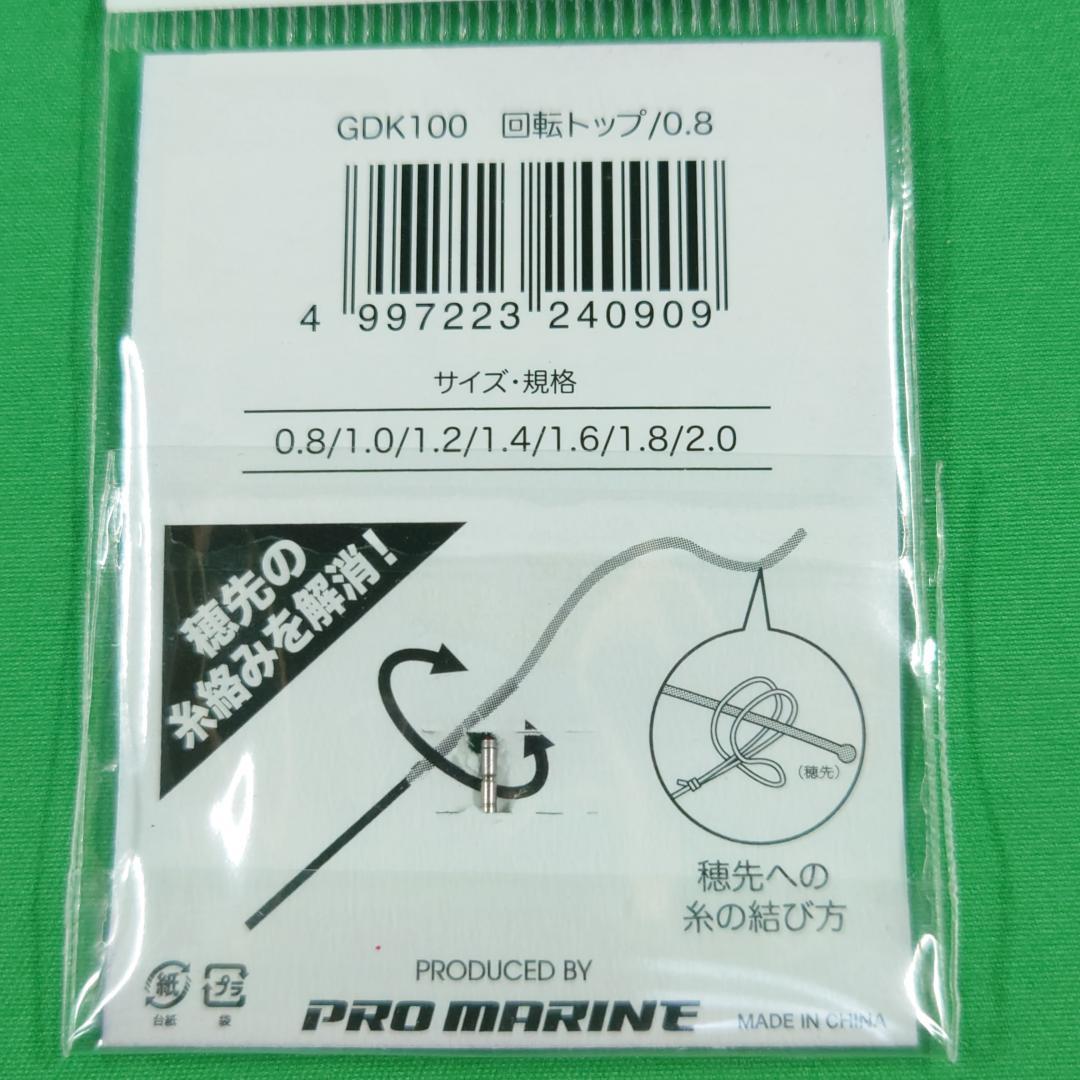 GDK100 回転トップ/0.8
4 997223 240909
サイズ・規格
0.8/1.0/1.2/1.4/1.6/1.8/2.0
穂先の
糸絡みを解消!
(穂先)
穂先への
糸の結び方
紙
台紙
プラ
袋
PRODUCED BY
PRO MARINE
MADE IN CHINA